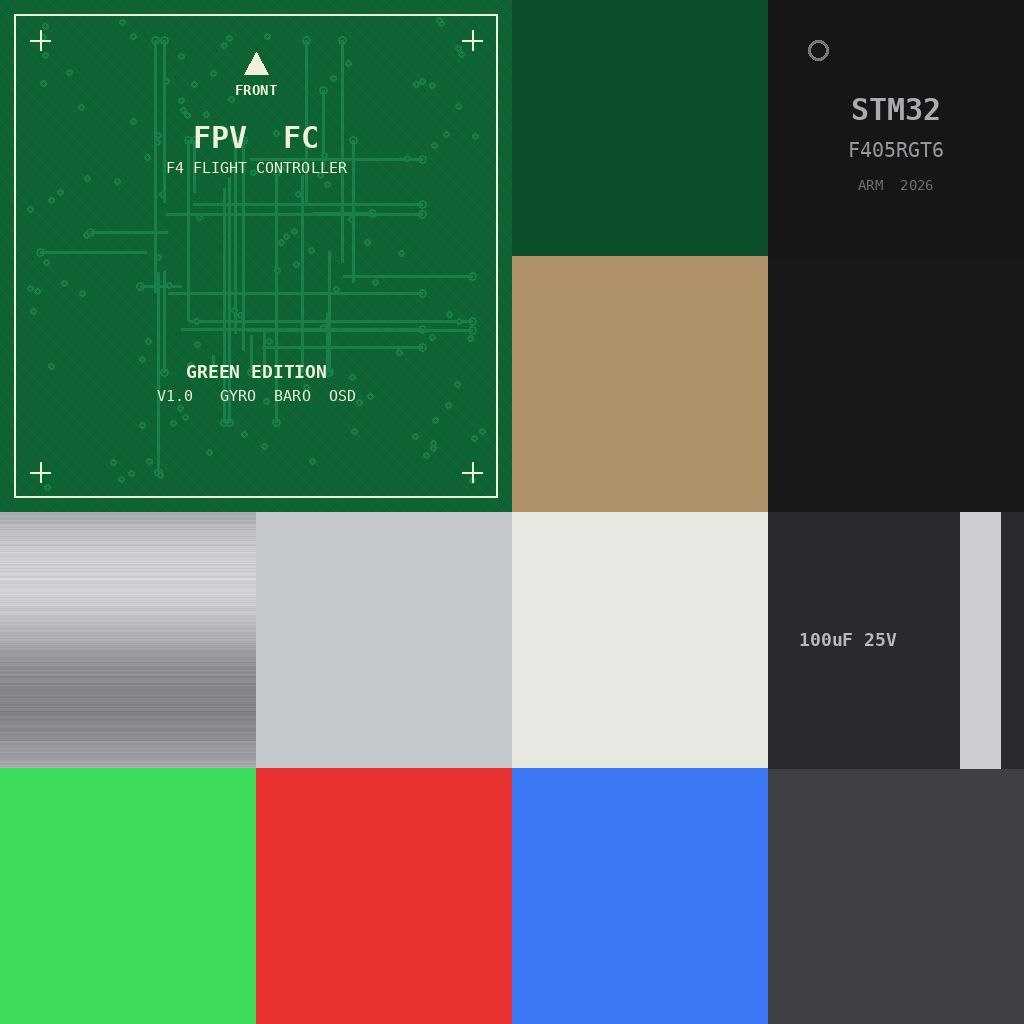 FRONT
FPV FC
F4 FLIGHT CONTROLLER
GREEN EDITION
V1.0 GYRO BARO OSD
STM32
F405RGT6
ARM 2026
100uF 25V